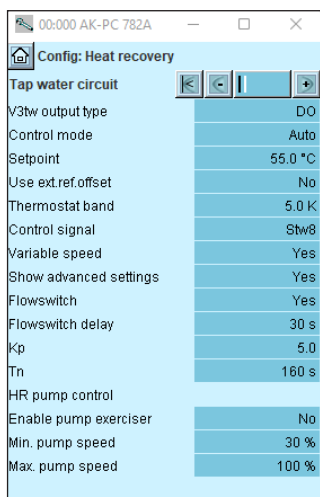 00:000 AK-PC 782A
Config: Heat recovery
Tap water circuit
V3tw output type DO
Control mode Auto
Setpoint 55.0 °C
Use ext.ref.offset No
Thermostat band 5.0 K
Control signal Stw8
Variable speed Yes
Show advanced settings Yes
Flowswitch Yes
Flowswitch delay 30 s
Kp 5.0
Tn 160 s
HR pump control
Enable pump exerciser No
Min. pump speed 30 %
Max. pump speed 100 %